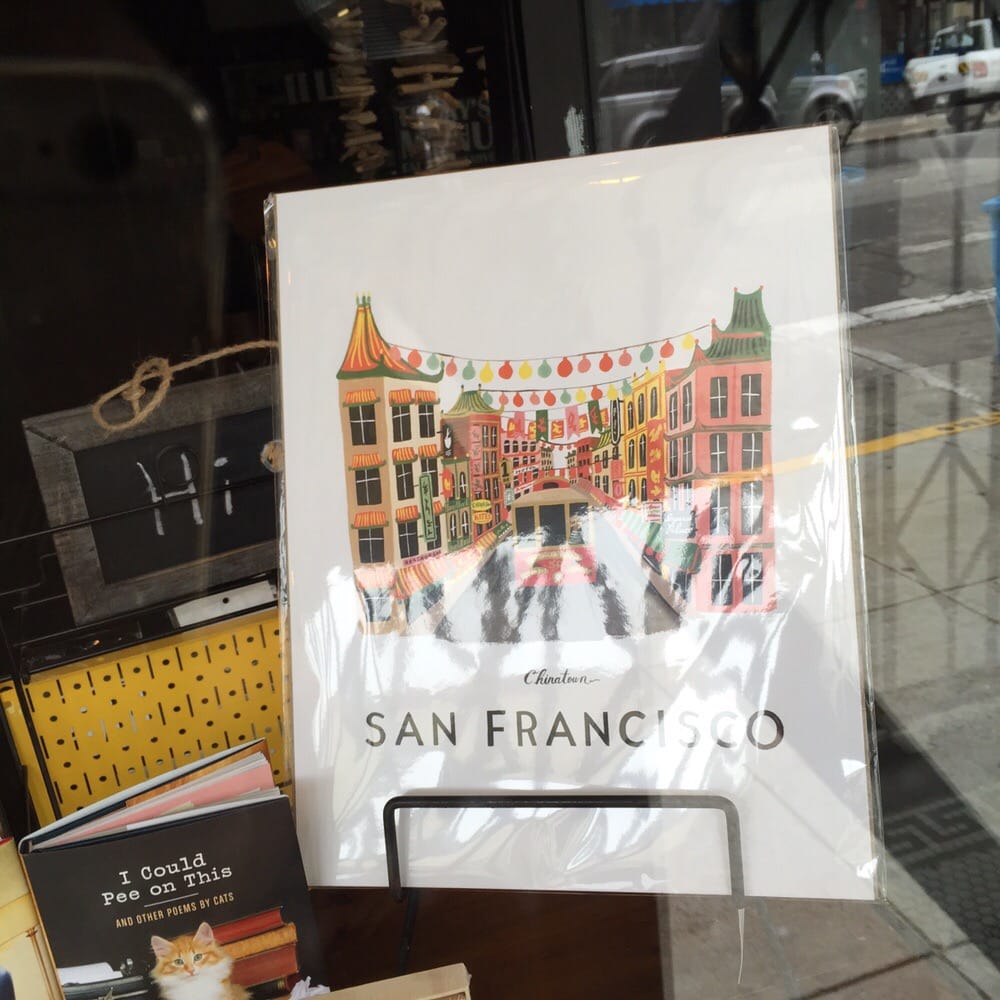 Hi
Chinatown
SAN FRANCISCO
I Could
Pee on This
AND OTHER POEMS BY CATS